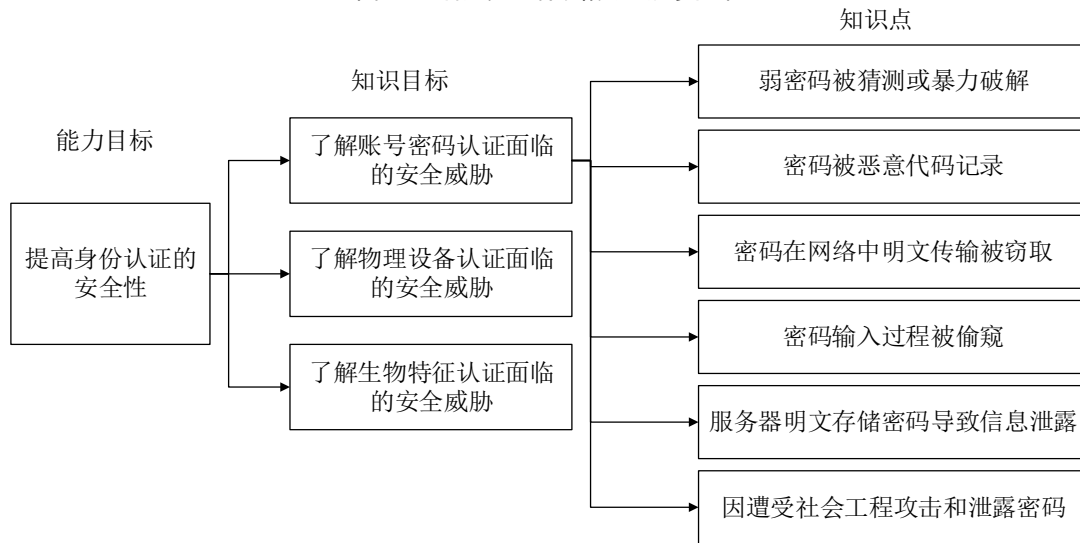 知识点
知识目标
能力目标
弱密码被猜测或暴力破解
了解账号密码认证面临
的安全威胁
密码被恶意代码记录
提高身份认证的
安全性
了解物理设备认证面临
的安全威胁
密码在网络中明文传输被窃取
密码输入过程被偷窥
了解生物特征认证面临
的安全威胁
服务器明文存储密码导致信息泄露
因遭受社会工程攻击和泄露密码